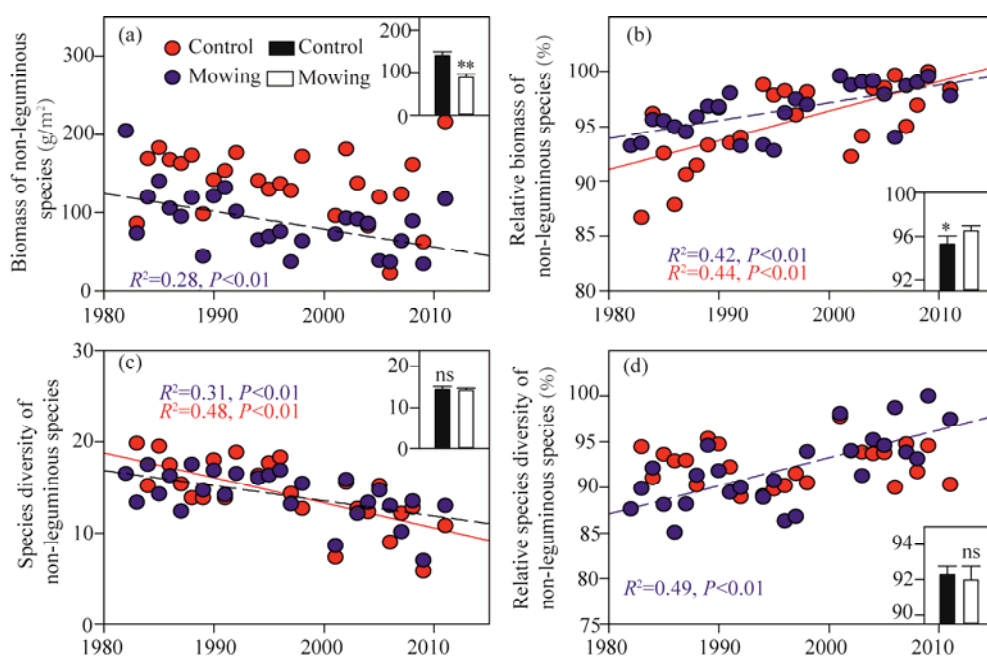 (a)
Control Control
Mowing Mowing
Biomass of non-leguminous
species (g/m²)
300
200
100
0
1980 1990 2000 2010
200
100
0
**
R²=0.28, P<0.01
(b)
Relative biomass of
non-leguminous species (%)
100
95
90
85
80
1980 1990 2000 2010
R²=0.42, P<0.01
R²=0.44, P<0.01
100
96
92
*
(c)
Species diversity of
non-leguminous species
30
20
10
0
1980 1990 2000 2010
R²=0.31, P<0.01
R²=0.48, P<0.01
20
10
0
ns
(d)
Relative species diversity of
non-leguminous species (%)
100
95
90
85
80
75
1980 1990 2000 2010
R²=0.49, P<0.01
94
92
90
ns